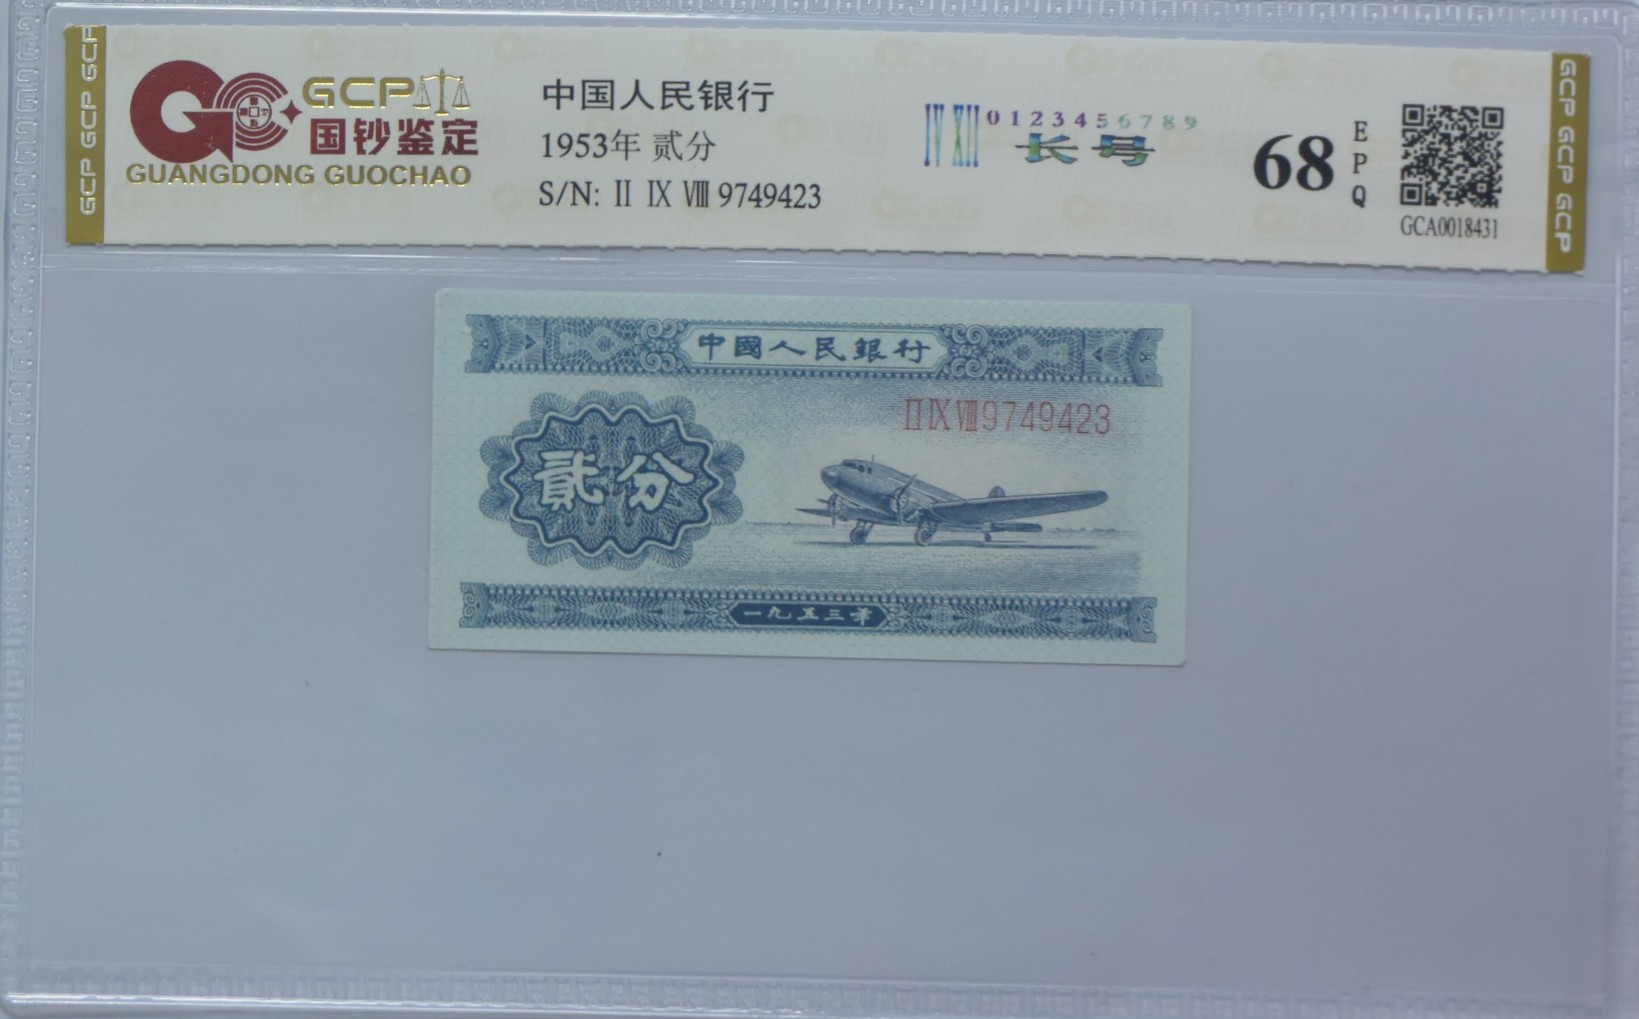 GCP GCP GCP
GCP
国钞鉴定
GUANGDONG GUOCHAO
中国人民银行
1953年 贰分
S/N: Ⅱ Ⅸ Ⅷ 9749423
Ⅳ Ⅻ 0123456789
长号
68
EPQ
GCA0018431
GCP GCP GCP
中國人民銀行
ⅡⅨⅧ9749423
貳分
一九五三年